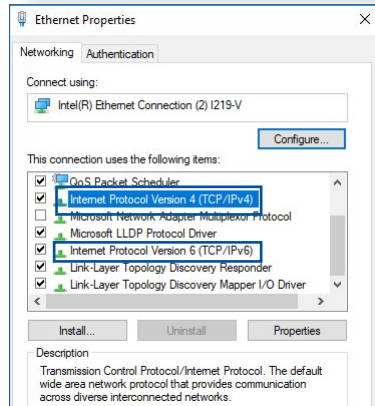 Ethernet Properties
Networking Authentication
Connect using:
Intel(R) Ethernet Connection (2) I219-V
Configure...
This connection uses the following items:
QoS Packet Scheduler
Internet Protocol Version 4 (TCP/IPv4)
Microsoft Network Adapter Multiplexor Protocol
Microsoft LLDP Protocol Driver
Internet Protocol Version 6 (TCP/IPv6)
Link-Layer Topology Discovery Responder
Link-Layer Topology Discovery Mapper I/O Driver
Install... Uninstall Properties
Description
Transmission Control Protocol/Internet Protocol. The default
wide area network protocol that provides communication
across diverse interconnected networks.